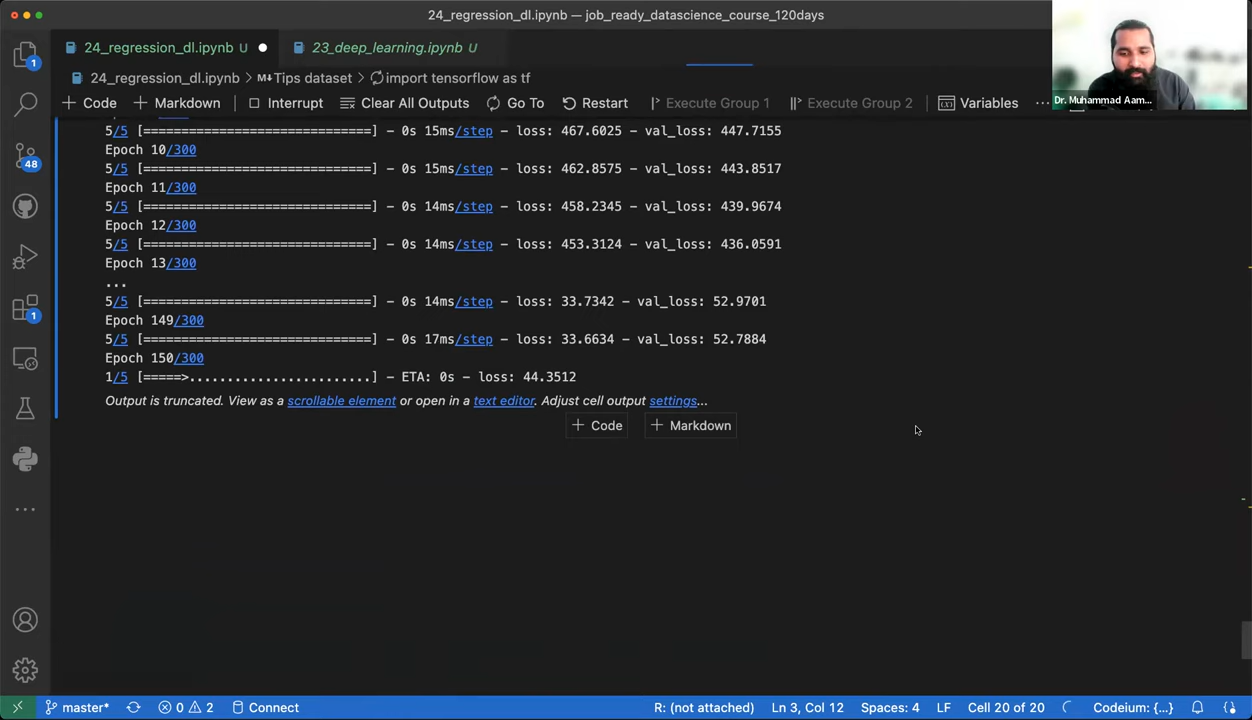 24_regression_dl.ipynb — job_ready_datascience_course_120days
24_regression_dl.ipynb U
23_deep_learning.ipynb U
24_regression_dl.ipynb > M↓Tips dataset > import tensorflow as tf
+ Code + Markdown Interrupt Clear All Outputs Go To Restart Execute Group 1 Execute Group 2 Variables ...
Dr. Muhammad Aam...
5/5 [==============================] - 0s 15ms/step - loss: 467.6025 - val_loss: 447.7155
Epoch 10/300
5/5 [==============================] - 0s 15ms/step - loss: 462.8575 - val_loss: 443.8517
Epoch 11/300
5/5 [==============================] - 0s 14ms/step - loss: 458.2345 - val_loss: 439.9674
Epoch 12/300
5/5 [==============================] - 0s 14ms/step - loss: 453.3124 - val_loss: 436.0591
Epoch 13/300
...
5/5 [==============================] - 0s 14ms/step - loss: 33.7342 - val_loss: 52.9701
Epoch 149/300
5/5 [==============================] - 0s 17ms/step - loss: 33.6634 - val_loss: 52.7884
Epoch 150/300
1/5 [=====>........................] - ETA: 0s - loss: 44.3512
Output is truncated. View as a scrollable element or open in a text editor. Adjust cell output settings...
+ Code + Markdown
1
48
1
master* 0 2 Connect R: (not attached) Ln 3, Col 12 Spaces: 4 LF Cell 20 of 20 Codeium: {...}